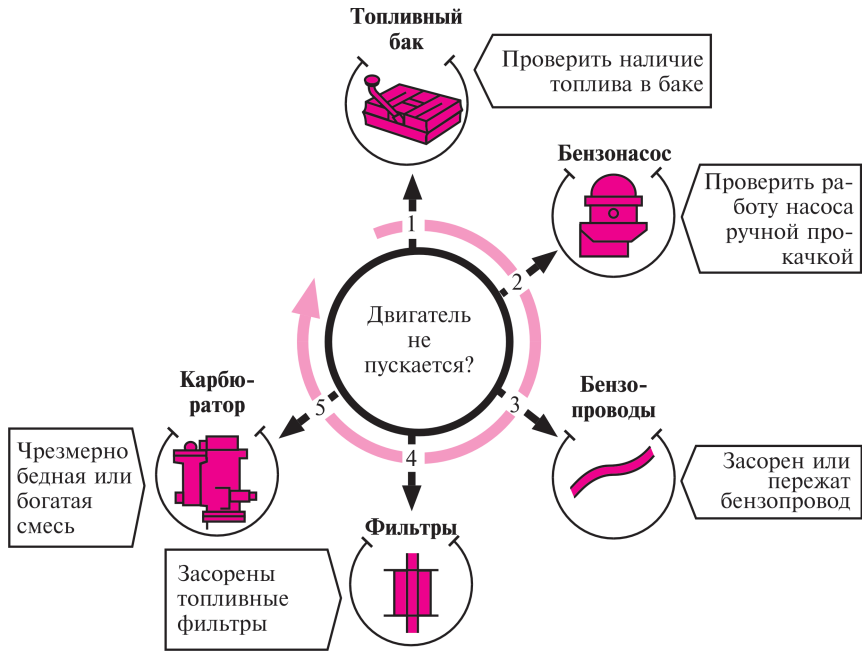 Топливный
бак
Проверить наличие
топлива в баке
1
Бензонасос
Проверить ра-
боту насоса
ручной про-
качкой
2
Двигатель
не
пускается?
3
Бензо-
проводы
Засорен или
пережат
бензопровод
4
Фильтры
Засорены
топливные
фильтры
5
Карбю-
ратор
Чрезмерно
бедная или
богатая
смесь